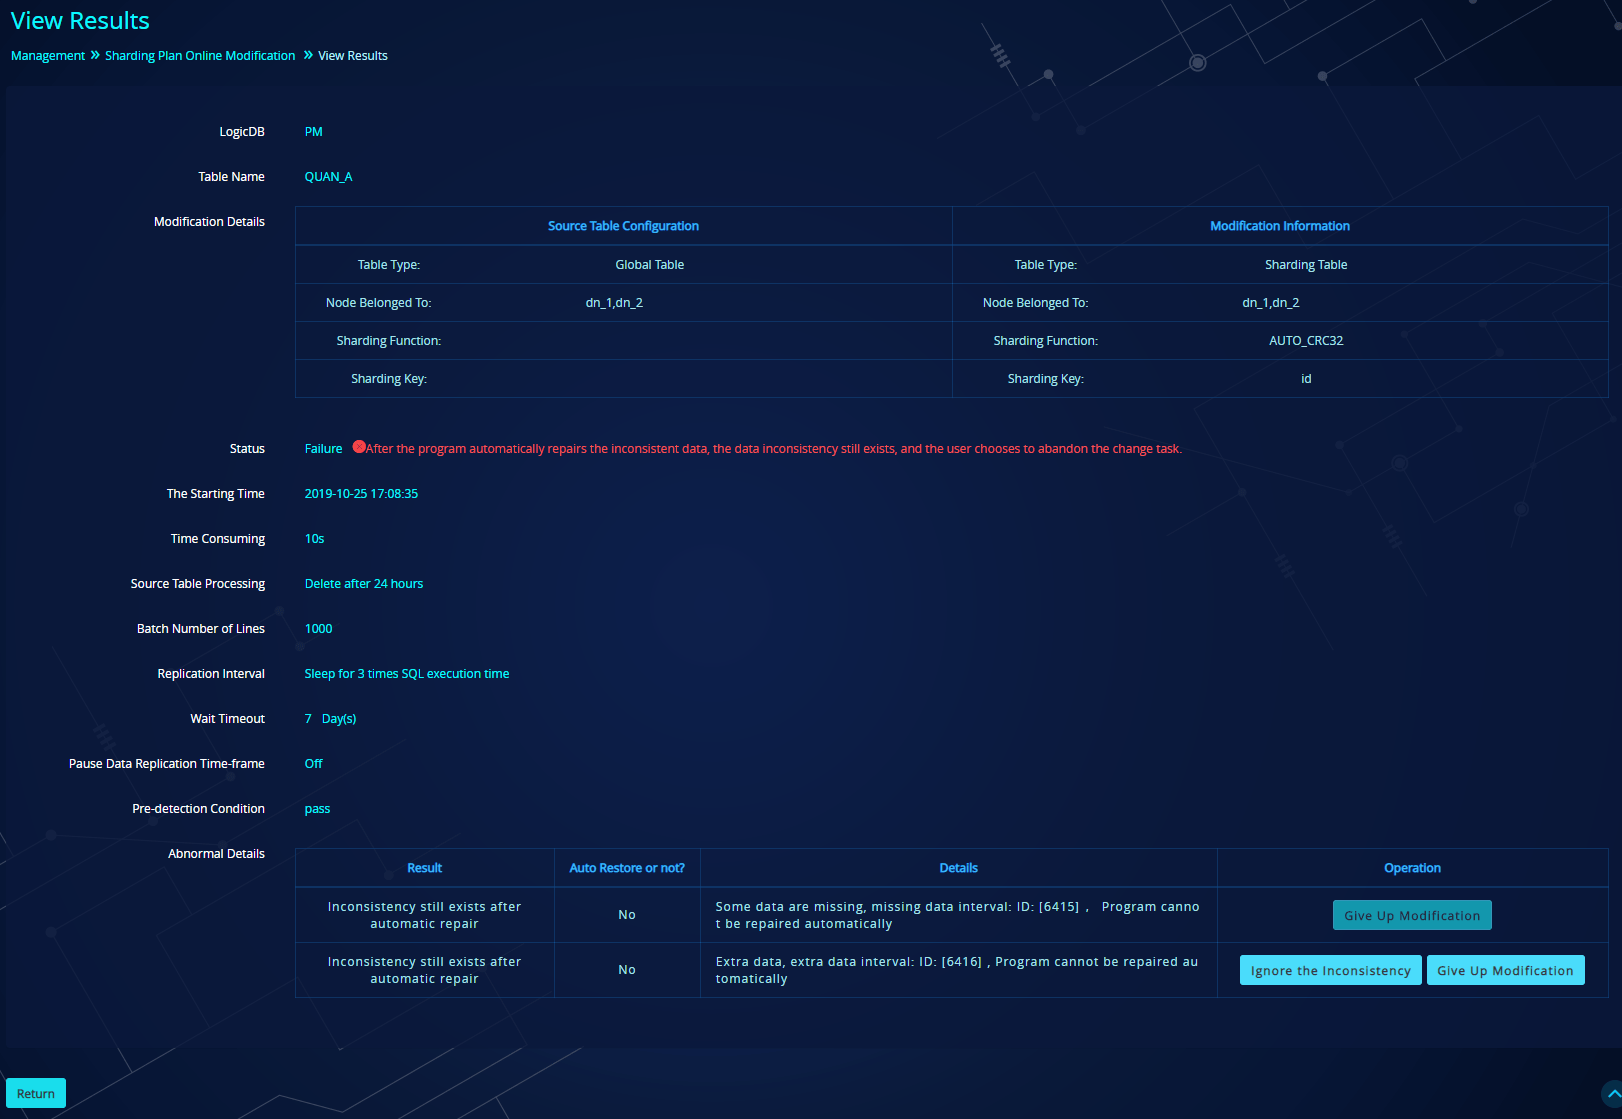 View Results
Management » Sharding Plan Online Modification » View Results
LogicDB PM
Table Name QUAN_A
Modification Details
Source Table Configuration Modification Information
Table Type: Global Table Table Type: Sharding Table
Node Belonged To: dn_1,dn_2 Node Belonged To: dn_1,dn_2
Sharding Function: Sharding Function: AUTO_CRC32
Sharding Key: Sharding Key: id
Status Failure After the program automatically repairs the inconsistent data, the data inconsistency still exists, and the user chooses to abandon the change task.
The Starting Time 2019-10-25 17:08:35
Time Consuming 10s
Source Table Processing Delete after 24 hours
Batch Number of Lines 1000
Replication Interval Sleep for 3 times SQL execution time
Wait Timeout 7 Day(s)
Pause Data Replication Time-frame Off
Pre-detection Condition pass
Abnormal Details
Result Auto Restore or not? Details Operation
Inconsistency still exists after
automatic repair
No
Some data are missing, missing data interval: ID: [6415] , Program canno
t be repaired automatically
Give Up Modification
Inconsistency still exists after
automatic repair
No
Extra data, extra data interval: ID: [6416] , Program cannot be repaired au
tomatically
Ignore the Inconsistency Give Up Modification
Return